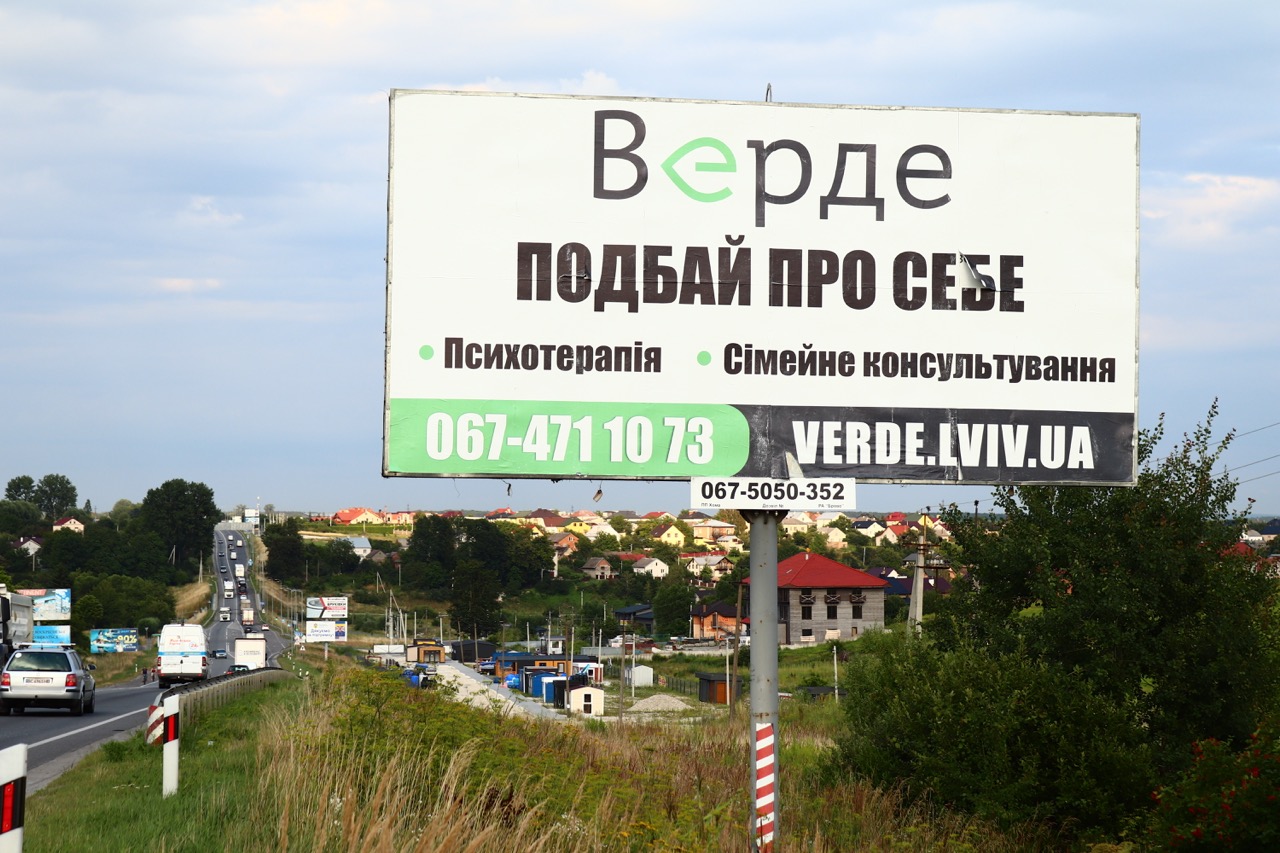 Верде
ПОДБАЙ ПРО СЕБЕ
• Психотерапія • Сімейне консультування
067-471 10 73 VERDE.LVIV.UA
067-5050-352